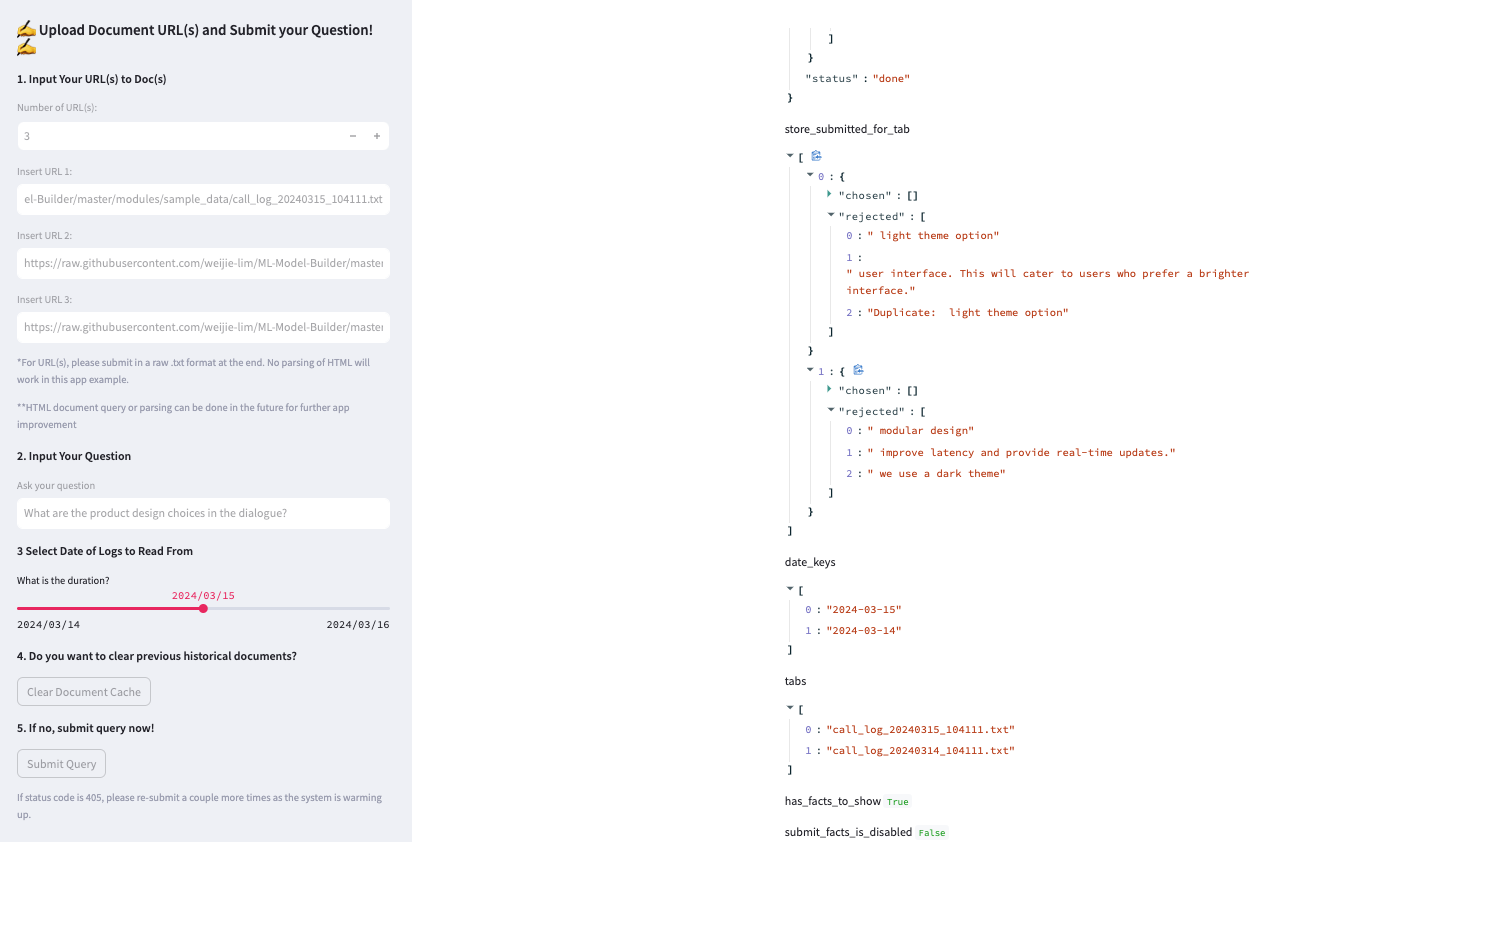 ✍️Upload Document URL(s) and Submit your Question!
✍️
1. Input Your URL(s) to Doc(s)
Number of URL(s):
3
Insert URL 1:
el-Builder/master/modules/sample_data/call_log_20240315_104111.txt
Insert URL 2:
https://raw.githubusercontent.com/weijie-lim/ML-Model-Builder/master
Insert URL 3:
https://raw.githubusercontent.com/weijie-lim/ML-Model-Builder/master
*For URL(s), please submit in a raw .txt format at the end. No parsing of HTML will
work in this app example.
**HTML document query or parsing can be done in the future for further app
improvement
2. Input Your Question
Ask your question
What are the product design choices in the dialogue?
3 Select Date of Logs to Read From
What is the duration?
2024/03/15
2024/03/14 2024/03/16
4. Do you want to clear previous historical documents?
Clear Document Cache
5. If no, submit query now!
Submit Query
If status code is 405, please re-submit a couple more times as the system is warming
up.
]
}
"status" : "done"
}
store_submitted_for_tab
[
0 : {
"chosen" : []
"rejected" : [
0 : " light theme option"
1 :
" user interface. This will cater to users who prefer a brighter
interface."
2 : "Duplicate:  light theme option"
]
}
1 : {
"chosen" : []
"rejected" : [
0 : " modular design"
1 : " improve latency and provide real-time updates."
2 : " we use a dark theme"
]
}
]
date_keys
[
0 : "2024-03-15"
1 : "2024-03-14"
]
tabs
[
0 : "call_log_20240315_104111.txt"
1 : "call_log_20240314_104111.txt"
]
has_facts_to_show True
submit_facts_is_disabled False